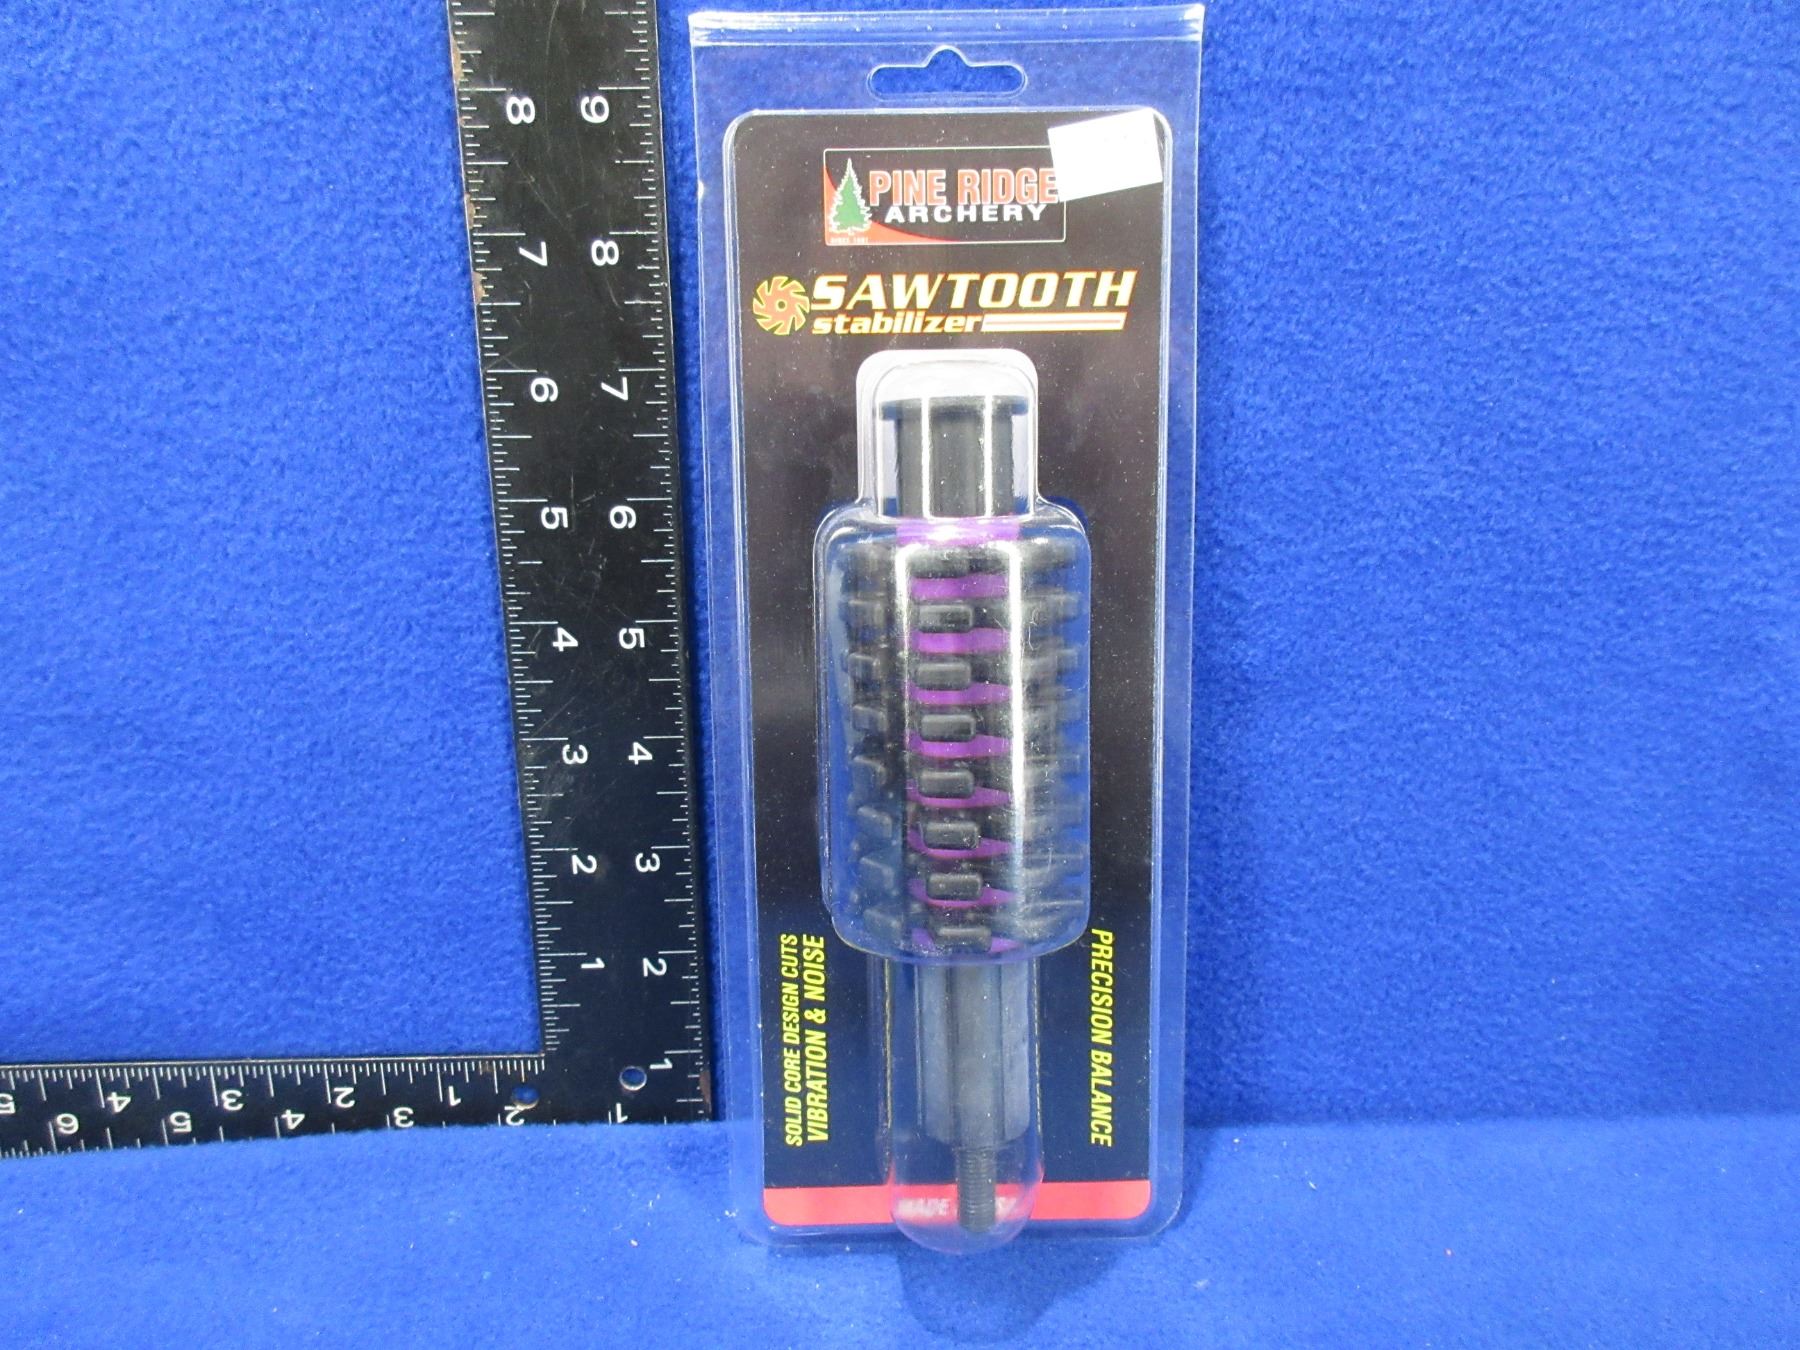 PINE RIDGE
ARCHERY
SAWTOOTH
stabilizer
SOLID CORE DESIGN CUTS
VIBRATION & NOISE
PRECISION BALANCE
MADE
8 9
7 8
6 7
5 6
4 5
3 4
2 3
1 2
1
5 4 3 2 1 2 1
6 5 4 3